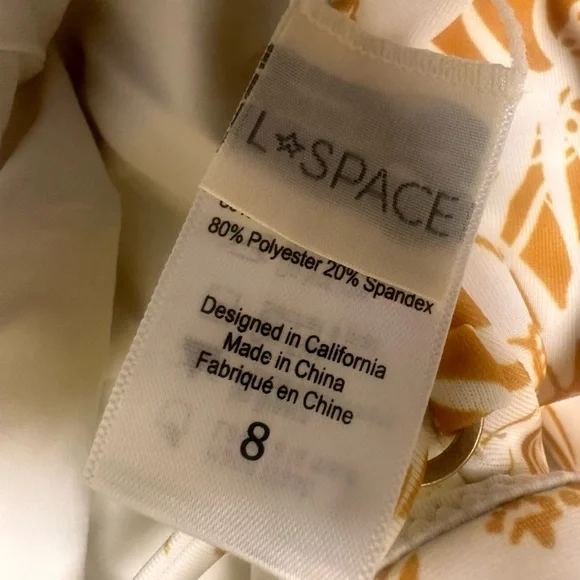 L☆SPACE
80% Polyester 20% Spandex
Designed in California
Made in China
Fabriqué en Chine
8